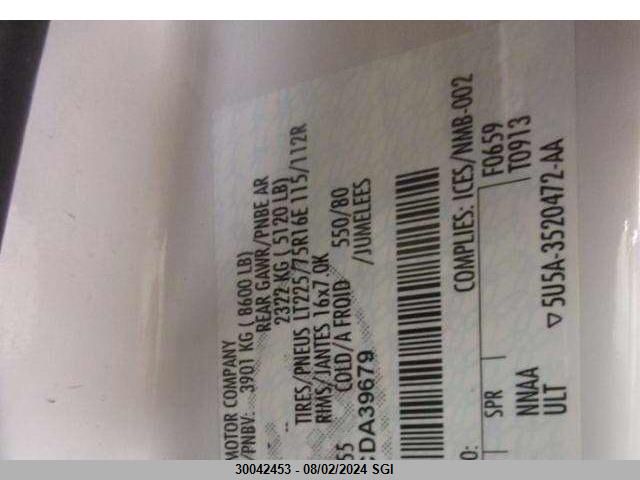 MOTOR COMPANY
/PNBV: 3901 KG ( 8600 LB)
REAR GAWR/PNBE AR
2322 KG ( 5120 LB)
TIRES/PNEUS LT225/75R16E 115/112R
RIMS/JANTES 16x7.0K
COLD/A FROID 550/80
/JUMELEES
DA39679
COMPLIES: ICES/NMB-002
O:
F0659
T0913
SPR
NNAA
ULT
▽5U5A-3520472-AA
30042453 - 08/02/2024 SGI